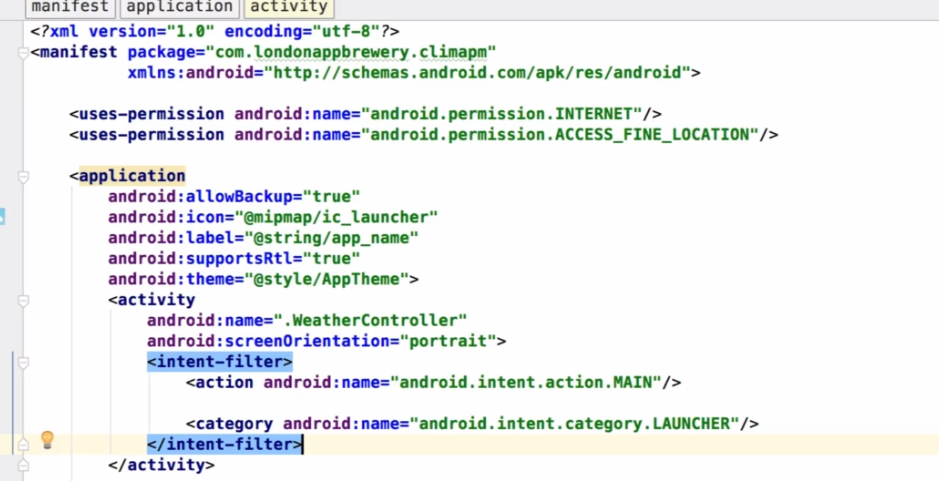 manifest application activity
<?xml version="1.0" encoding="utf-8"?>
<manifest package="com.londonappbrewery.climapm"
xmlns:android="http://schemas.android.com/apk/res/android">
<uses-permission android:name="android.permission.INTERNET"/>
<uses-permission android:name="android.permission.ACCESS_FINE_LOCATION"/>
<application
android:allowBackup="true"
android:icon="@mipmap/ic_launcher"
android:label="@string/app_name"
android:supportsRtl="true"
android:theme="@style/AppTheme">
<activity
android:name=".WeatherController"
android:screenOrientation="portrait">
<intent-filter>
<action android:name="android.intent.action.MAIN"/>
<category android:name="android.intent.category.LAUNCHER"/>
</intent-filter>
</activity>